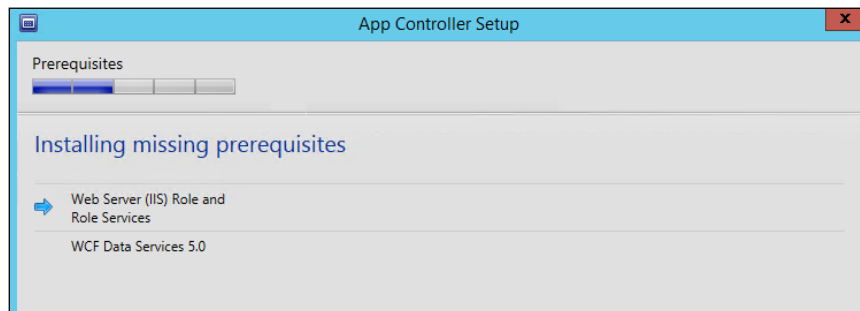 App Controller Setup
X
Prerequisites
Installing missing prerequisites
Web Server (IIS) Role and
Role Services
WCF Data Services 5.0